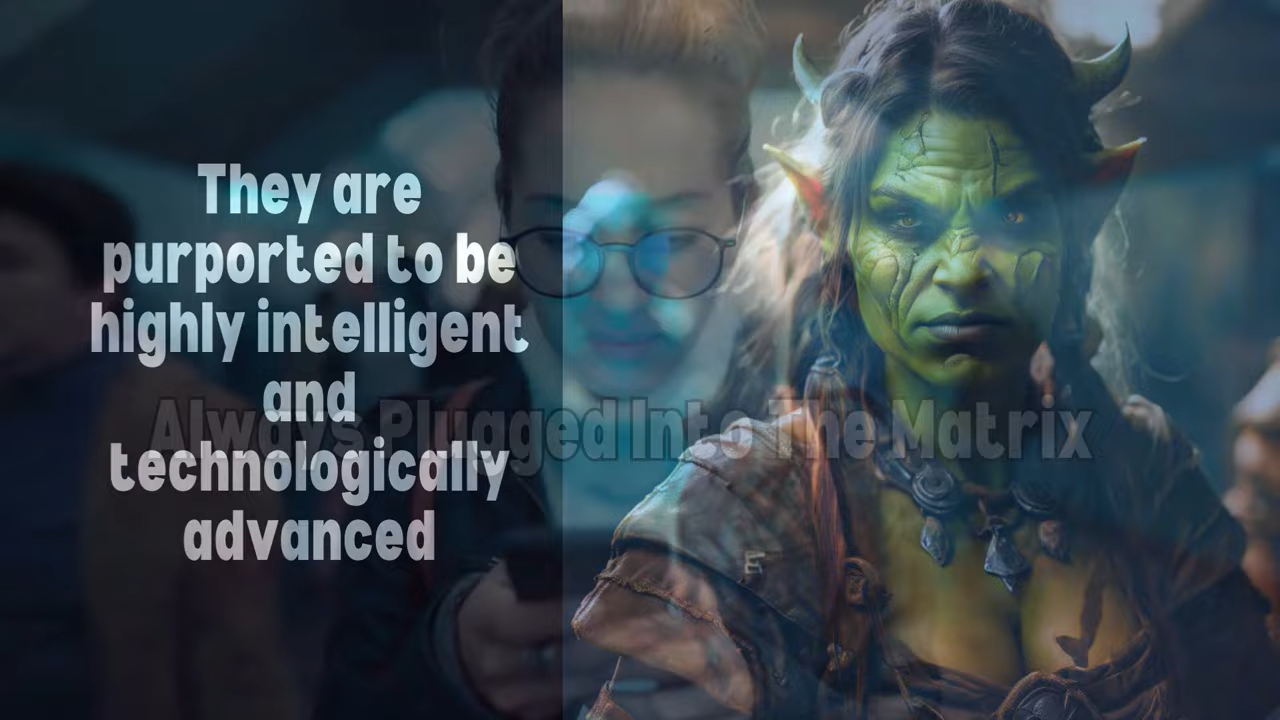 They are
purported to be
highly intelligent
and
Always Plugged Into The Matrix
technologically
advanced